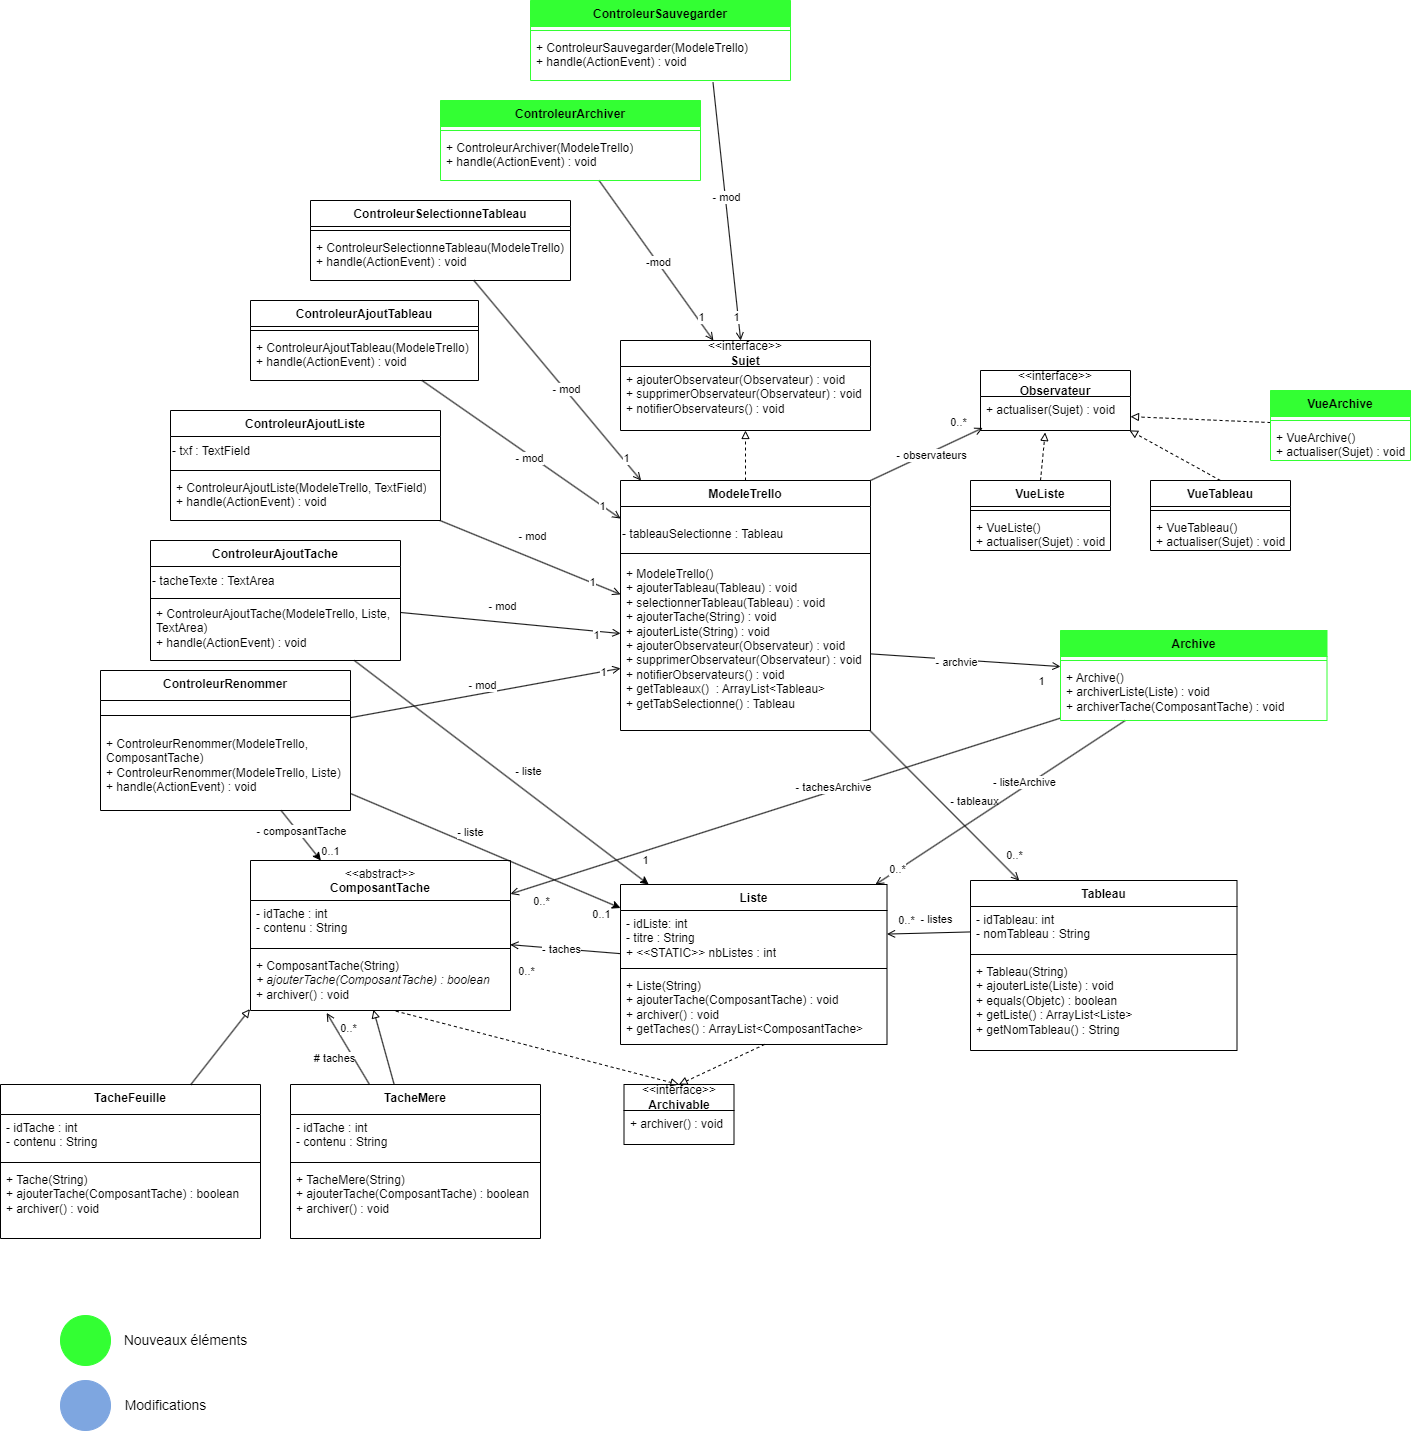 ControleurSauvegarder
+ ControleurSauvegarder(ModeleTrello)
+ handle(ActionEvent) : void
ControleurArchiver
+ ControleurArchiver(ModeleTrello)
+ handle(ActionEvent) : void
- mod
1
-mod
1
ControleurSelectionneTableau
+ ControleurSelectionneTableau(ModeleTrello)
+ handle(ActionEvent) : void
- mod
1
ControleurAjoutTableau
+ ControleurAjoutTableau(ModeleTrello)
+ handle(ActionEvent) : void
- mod
1
ControleurAjoutListe
- txf : TextField
+ ControleurAjoutListe(ModeleTrello, TextField)
+ handle(ActionEvent) : void
- mod
1
ControleurAjoutTache
- tacheTexte : TextArea
+ ControleurAjoutTache(ModeleTrello, Liste,
TextArea)
+ handle(ActionEvent) : void
- mod
1
- liste
1
ControleurRenommer
+ ControleurRenommer(ModeleTrello,
ComposantTache)
+ ControleurRenommer(ModeleTrello, Liste)
+ handle(ActionEvent) : void
- mod
1
- composantTache
0..1
- liste
0..1
<<interface>>
Sujet
+ ajouterObservateur(Observateur) : void
+ supprimerObservateur(Observateur) : void
+ notifierObservateurs() : void
<<interface>>
Observateur
+ actualiser(Sujet) : void
0..*
- observateurs
VueArchive
+ VueArchive()
+ actualiser(Sujet) : void
VueListe
+ VueListe()
+ actualiser(Sujet) : void
VueTableau
+ VueTableau()
+ actualiser(Sujet) : void
ModeleTrello
- tableauSelectionne : Tableau
+ ModeleTrello()
+ ajouterTableau(Tableau) : void
+ selectionnerTableau(Tableau) : void
+ ajouterTache(String) : void
+ ajouterListe(String) : void
+ ajouterObservateur(Observateur) : void
+ supprimerObservateur(Observateur) : void
+ notifierObservateurs() : void
+ getTableaux()  : ArrayList<Tableau>
+ getTabSelectionne() : Tableau
- archvie
1
Archive
+ Archive()
+ archiverListe(Liste) : void
+ archiverTache(ComposantTache) : void
- tachesArchive
0..*
- listeArchive
0..*
- tableaux
0..*
<<abstract>>
ComposantTache
- idTache : int
- contenu : String
+ ComposantTache(String)
+ ajouterTache(ComposantTache) : boolean
+ archiver() : void
- taches
0..*
Liste
- idListe: int
- titre : String
+ <<STATIC>> nbListes : int
+ Liste(String)
+ ajouterTache(ComposantTache) : void
+ archiver() : void
+ getTaches() : ArrayList<ComposantTache>
0..*
- listes
Tableau
- idTableau: int
- nomTableau : String
+ Tableau(String)
+ ajouterListe(Liste) : void
+ equals(Objetc) : boolean
+ getListe() : ArrayList<Liste>
+ getNomTableau() : String
0..*
# taches
TacheFeuille
- idTache : int
- contenu : String
+ Tache(String)
+ ajouterTache(ComposantTache) : boolean
+ archiver() : void
TacheMere
- idTache : int
- contenu : String
+ TacheMere(String)
+ ajouterTache(ComposantTache) : boolean
+ archiver() : void
<<interface>>
Archivable
+ archiver() : void
Nouveaux éléments
Modifications